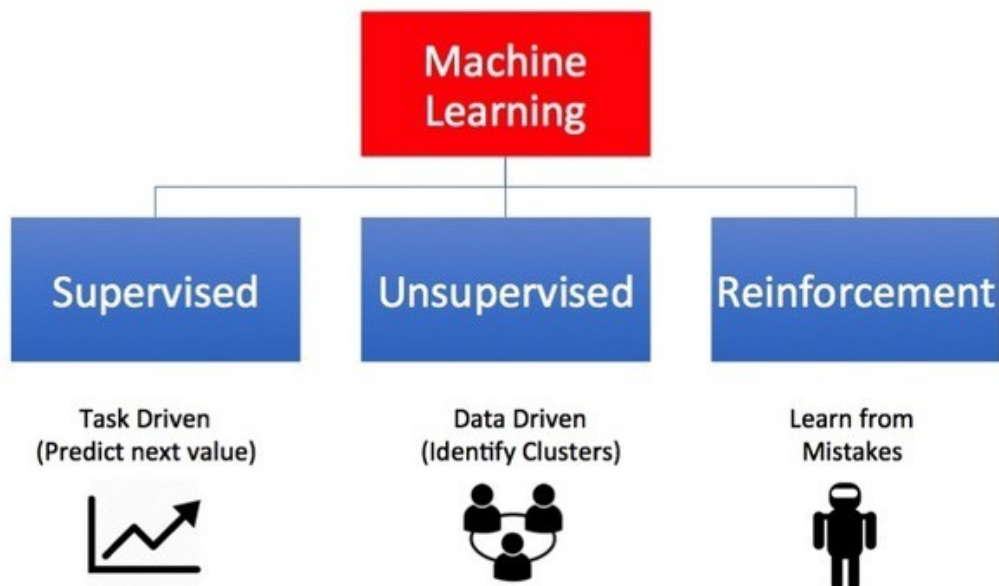 Machine
Learning
Supervised
Unsupervised
Reinforcement
Task Driven
(Predict next value)
Data Driven
(Identify Clusters)
Learn from
Mistakes